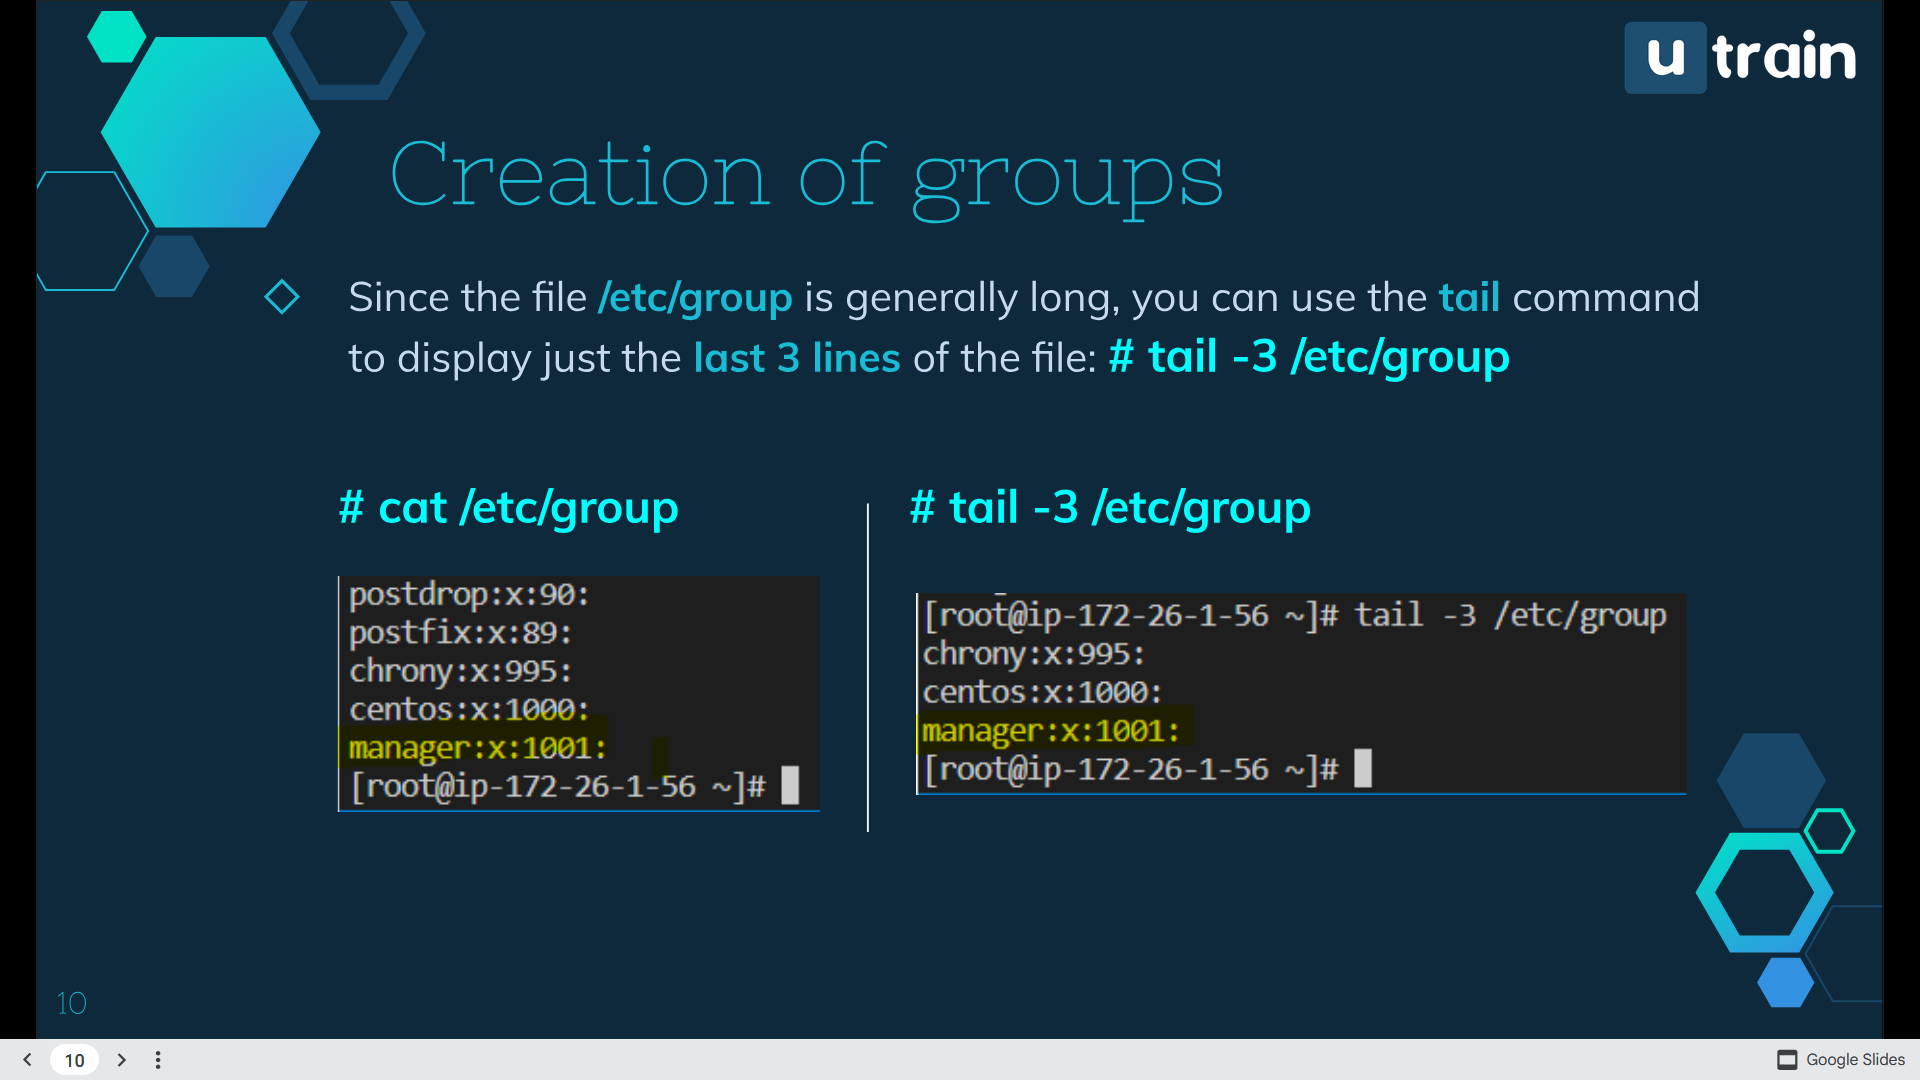 u train
Creation of groups
Since the file /etc/group is generally long, you can use the tail command
to display just the last 3 lines of the file: # tail -3 /etc/group
# cat /etc/group
postdrop:x:90:
postfix:x:89:
chrony:x:995:
centos:x:1000:
manager:x:1001:
[root@ip-172-26-1-56 ~]#
# tail -3 /etc/group
[root@ip-172-26-1-56 ~]# tail -3 /etc/group
chrony:x:995:
centos:x:1000:
manager:x:1001:
[root@ip-172-26-1-56 ~]#
10
10
Google Slides